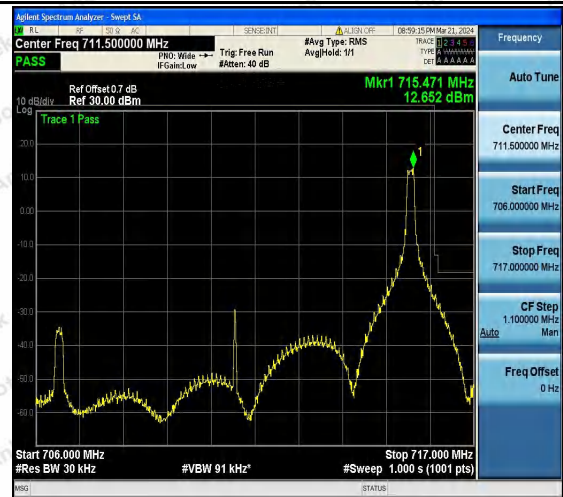 Agilent Spectrum Analyzer - Swept SA
RL RF 50 Ω AC SENSE:INT ALIGN OFF 08:59:15 PM Mar 21, 2024
Center Freq 711.500000 MHz
PASS
PNO: Wide
IFGain:Low
Trig: Free Run
#Atten: 40 dB
#Avg Type: RMS
Avg|Hold: 1/1
TRACE 1 2 3 4 5 6
TYPE
DET A A A A A A
Ref Offset 0.7 dB
10 dB/div Ref 30.00 dBm
Log
Mkr1 715.471 MHz
12.652 dBm
Trace 1 Pass
1
20.0
10.0
0.00
-10.0
-20.0
-30.0
-40.0
-50.0
-60.0
Start 706.000 MHz
Stop 717.000 MHz
#Res BW 30 kHz
#VBW 91 kHz*
#Sweep 1.000 s (1001 pts)
MSG
STATUS
Frequency
Auto Tune
Center Freq
711.500000 MHz
Start Freq
706.000000 MHz
Stop Freq
717.000000 MHz
CF Step
1.100000 MHz
Auto Man
Freq Offset
0 Hz